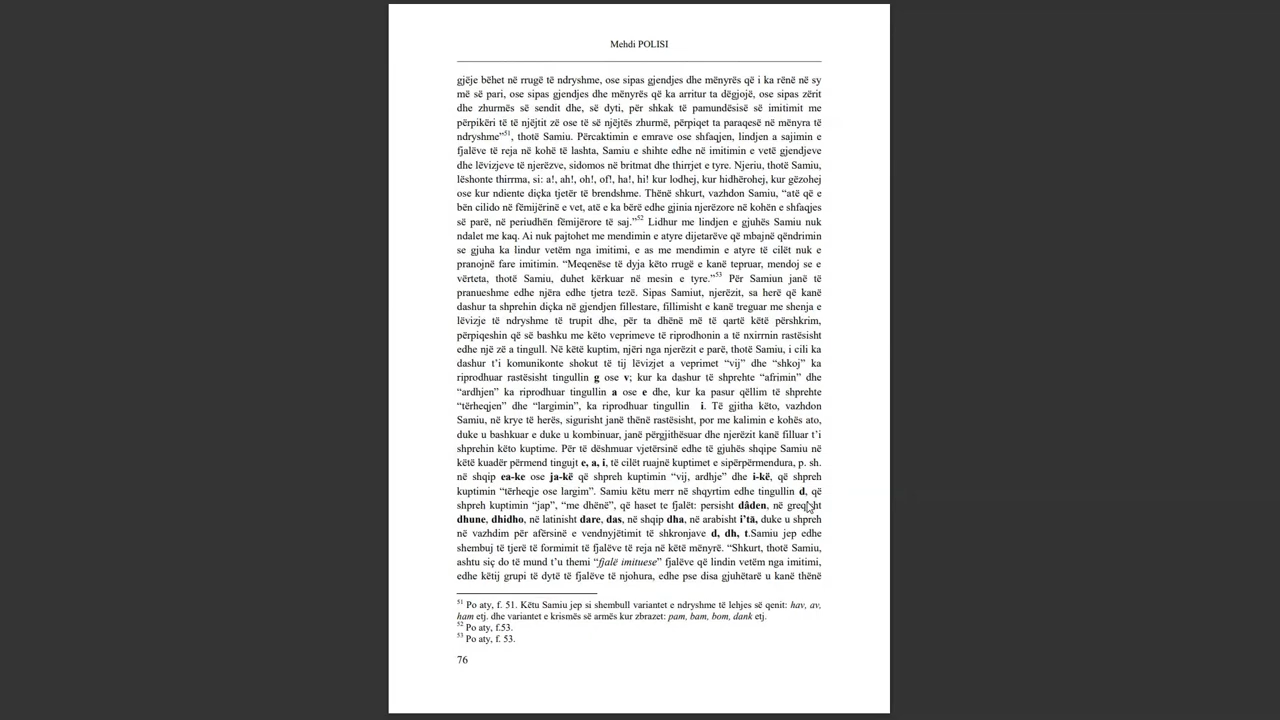 Mehdi POLISI
gjëje bëhet në rrugë të ndryshme, ose sipas gjendjes dhe mënyrës që i ka rënë në sy
më së pari, ose sipas gjendjes dhe mënyrës që ka arritur ta dëgjojë, ose sipas zërit
dhe zhurmës së sendit dhe, së dyti, për shkak të pamundësisë së imitimit me
përpikëri të të njëjtit zë ose të së njëjtës zhurmë, përpiqet ta paraqesë në mënyra të
ndryshme”51, thotë Samiu. Përcaktimin e emrave ose shfaqjen, lindjen a sajimin e
fjalëve të reja në kohë të lashta, Samiu e shihte edhe në imitimin e vetë gjendjeve
dhe lëvizjeve të njerëzve, sidomos në britmat dhe thirrjet e tyre. Njeriu, thotë Samiu,
lëshonte thirrma, si: a!, ah!, oh!, of!, ha!, hi! kur lodhej, kur hidhërohej, kur gëzohej
ose kur ndiente diçka tjetër të brendshme. Thënë shkurt, vazhdon Samiu, “atë që e
bën cilido në fëmijërinë e vet, atë e ka bërë edhe gjinia njerëzore në kohën e shfaqjes
së parë, në periudhën fëmijërore të saj.”52 Lidhur me lindjen e gjuhës Samiu nuk
ndalet me kaq. Ai nuk pajtohet me mendimin e atyre dijetarëve që mbajnë qëndrimin
se gjuha ka lindur vetëm nga imitimi, e as me mendimin e atyre të cilët nuk e
pranojnë fare imitimin. “Meqenëse të dyja këto rrugë e kanë tepruar, mendoj se e
vërteta, thotë Samiu, duhet kërkuar në mesin e tyre.”53 Për Samiun janë të
pranueshme edhe njëra edhe tjetra tezë. Sipas Samiut, njerëzit, sa herë që kanë
dashur ta shprehin diçka në gjendjen fillestare, fillimisht e kanë treguar me shenja e
lëvizje të ndryshme të trupit dhe, për ta dhënë më të qartë këtë përshkrim,
përpiqeshin që së bashku me këto veprimeve të riprodhonin a të nxirrnin rastësisht
edhe një zë a tingull. Në këtë kuptim, njëri nga njerëzit e parë, thotë Samiu, i cili ka
dashur t’i komunikonte shokut të tij lëvizjet a veprimet “vij” dhe “shkoj” ka
riprodhuar rastësisht tingullin g ose v; kur ka dashur të shprehte “afrimin” dhe
“ardhjen” ka riprodhuar tingullin a ose e dhe, kur ka pasur qëllim të shprehte
“tërheqjen” dhe “largimin”, ka riprodhuar tingullin i. Të gjitha këto, vazhdon
Samiu, në krye të herës, sigurisht janë thënë rastësisht, por me kalimin e kohës ato,
duke u bashkuar e duke u kombinuar, janë përgjithësuar dhe njerëzit kanë filluar t’i
shprehin këto kuptime. Për të dëshmuar vjetërsinë edhe të gjuhës shqipe Samiu në
këtë kuadër përmend tingujt e, a, i, të cilët ruajnë kuptimet e sipërpërmendura, p. sh.
në shqip ea-ke ose ja-kë që shpreh kuptimin “vij, ardhje” dhe i-kë, që shpreh
kuptimin “tërheqje ose largim”. Samiu këtu merr në shqyrtim edhe tingullin d, që
shpreh kuptimin “jap”, “me dhënë”, që haset te fjalët: persisht dâden, në greqisht
dhune, dhidho, në latinisht dare, das, në shqip dha, në arabisht i’tā, duke u shpreh
në vazhdim për afërsinë e vendnyjëtimit të shkronjave d, dh, t.Samiu jep edhe
shembuj të tjerë të formimit të fjalëve të reja në këtë mënyrë. “Shkurt, thotë Samiu,
ashtu siç do të mund t’u themi “fjalë imituese” fjalëve që lindin vetëm nga imitimi,
edhe këtij grupi të dytë të fjalëve të njohura, edhe pse disa gjuhëtarë u kanë thënë
51 Po aty, f. 51. Këtu Samiu jep si shembull variantet e ndryshme të lehjes së qenit: hav, av,
ham etj. dhe variantet e krismës së armës kur zbrazet: pam, bam, bom, dank etj.
52 Po aty, f.53.
53 Po aty, f. 53.
76